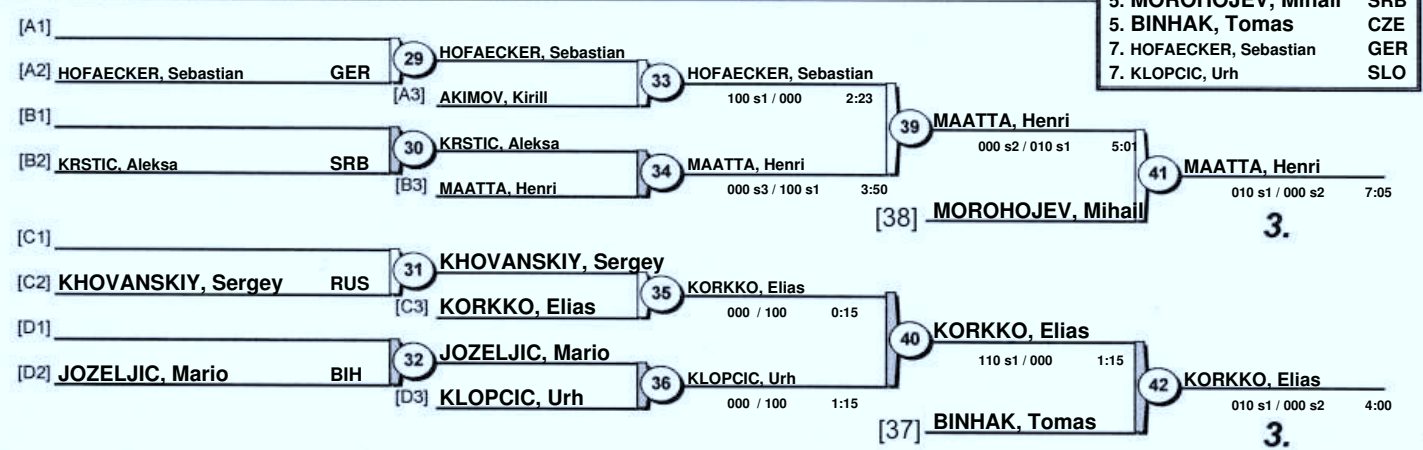 5. MOROHOJEV, Mihail SRB
5. BINHAK, Tomas CZE
7. HOFAECKER, Sebastian GER
7. KLOPCIC, Urh SLO
[A1]
29 HOFAECKER, Sebastian
[A2] HOFAECKER, Sebastian GER
33 HOFAECKER, Sebastian
[A3] AKIMOV, Kirill
100 s1 / 000 2:23
[B1]
39 MAATTA, Henri
000 s2 / 010 s1 5:01
30 KRSTIC, Aleksa
[B2] KRSTIC, Aleksa SRB
34 MAATTA, Henri
[B3] MAATTA, Henri
000 s3 / 100 s1 3:50
41 MAATTA, Henri
010 s1 / 000 s2 7:05
[38] MOROHOJEV, Mihail
3.
[C1]
31 KHOVANSKIY, Sergey
[C2] KHOVANSKIY, Sergey RUS
35 KORKKO, Elias
[C3] KORKKO, Elias
000 / 100 0:15
[D1]
40 KORKKO, Elias
110 s1 / 000 1:15
32 JOZELJIC, Mario
[D2] JOZELJIC, Mario BIH
36 KLOPCIC, Urh
[D3] KLOPCIC, Urh
000 / 100 1:15
42 KORKKO, Elias
010 s1 / 000 s2 4:00
[37] BINHAK, Tomas
3.